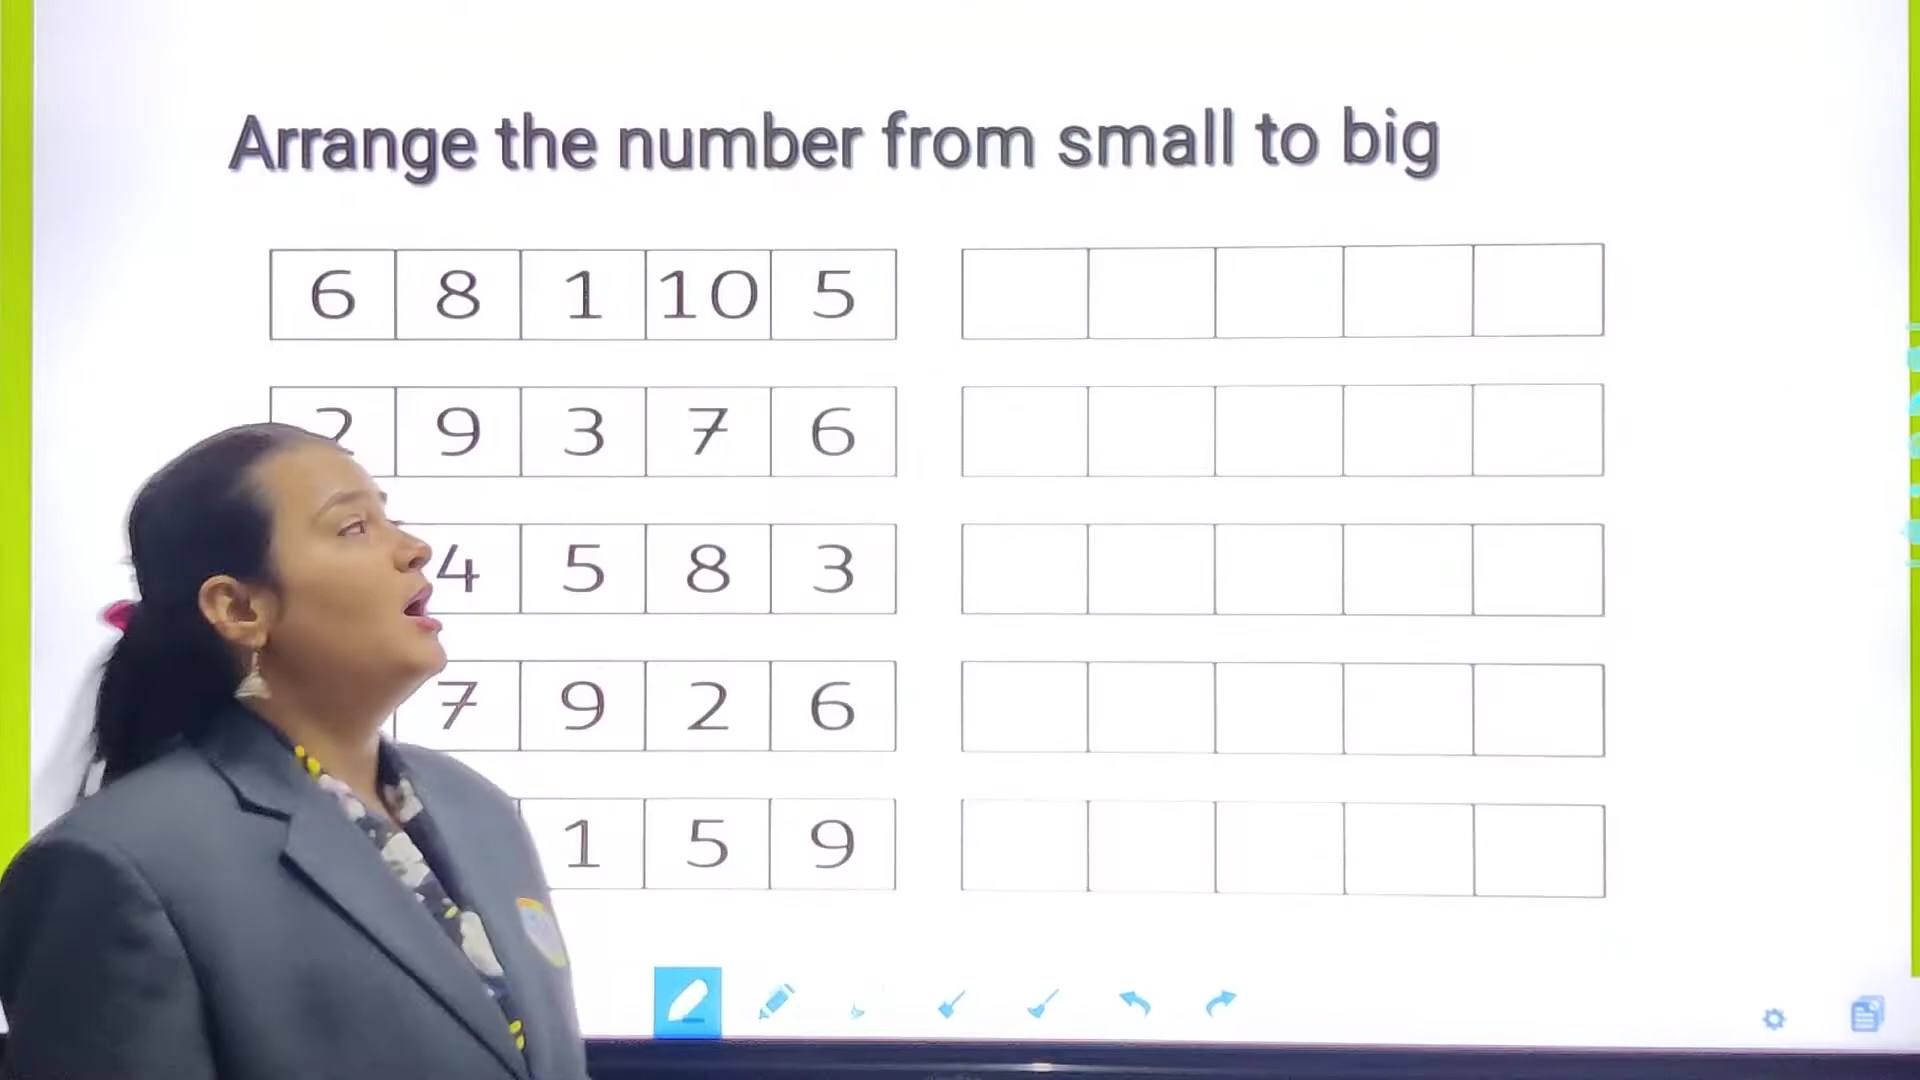 Arrange the number from small to big
6 8 1 10 5
2 9 3 7 6
4 5 8 3
7 9 2 6
1 5 9